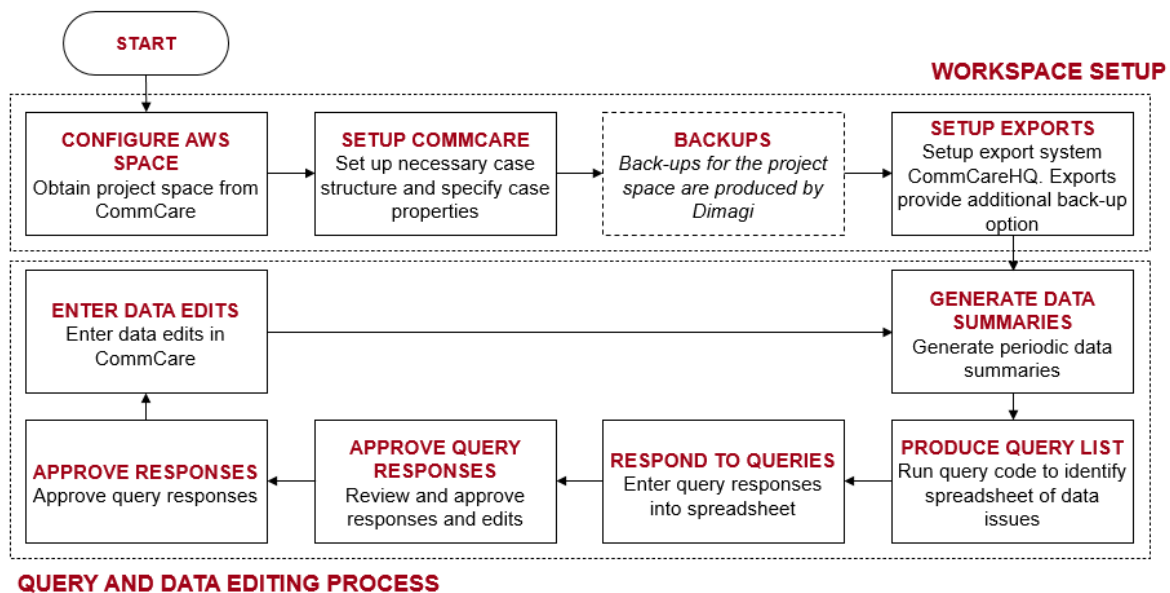 START
WORKSPACE SETUP
CONFIGURE AWS
SPACE
Obtain project space from
CommCare
SETUP COMMCARE
Set up necessary case
structure and specify case
properties
BACKUPS
Back-ups for the project
space are produced by
Dimagi
SETUP EXPORTS
Setup export system
CommCareHQ. Exports
provide additional back-up
option
ENTER DATA EDITS
Enter data edits in
CommCare
GENERATE DATA
SUMMARIES
Generate periodic data
summaries
APPROVE RESPONSES
Approve query responses
APPROVE QUERY
RESPONSES
Review and approve
responses and edits
RESPOND TO QUERIES
Enter query responses
into spreadsheet
PRODUCE QUERY LIST
Run query code to identify
spreadsheet of data
issues
QUERY AND DATA EDITING PROCESS